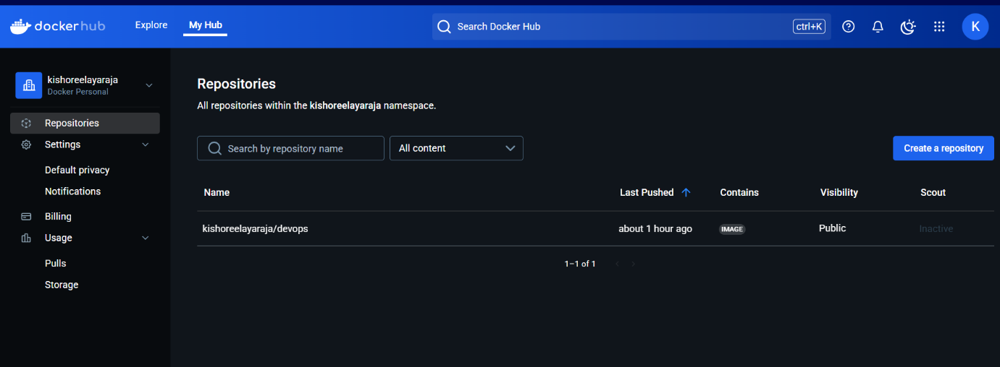 dockerhub
Explore
My Hub
Search Docker Hub
ctrl+K
K
kishoreelayaraja
Docker Personal
Repositories
Settings
Default privacy
Notifications
Billing
Usage
Pulls
Storage
Repositories
All repositories within the kishoreelayaraja namespace.
Search by repository name
All content
Create a repository
Name Last Pushed Contains Visibility Scout
kishoreelayaraja/devops about 1 hour ago IMAGE Public Inactive
1–1 of 1